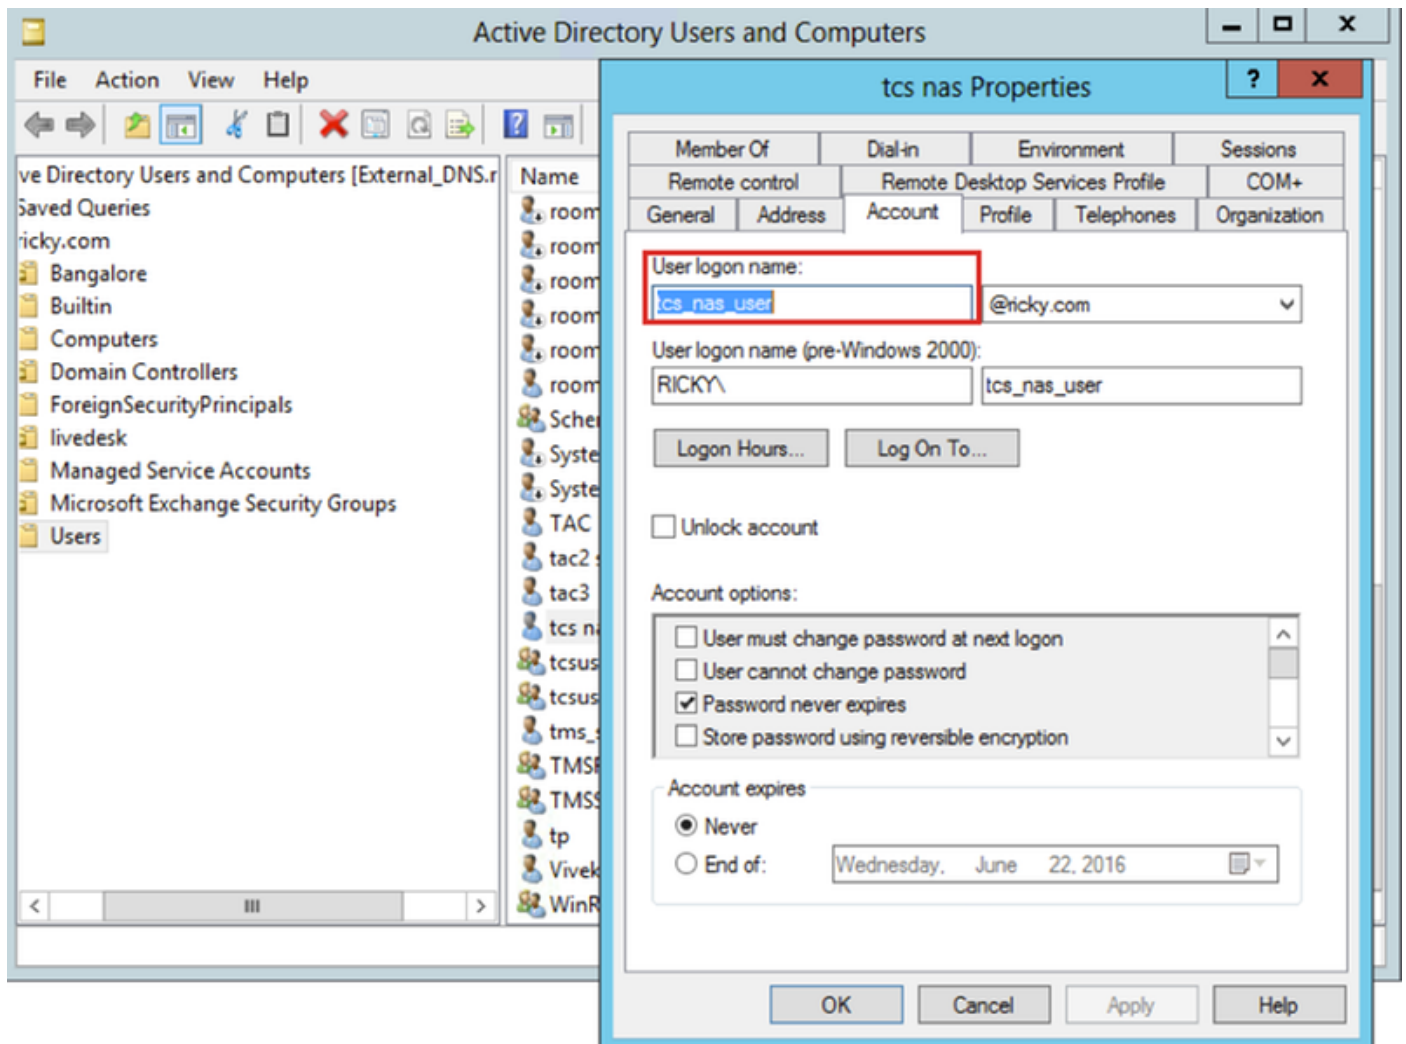 Active Directory Users and Computers
File Action View Help
tcs nas Properties
? x
ve Directory Users and Computers [External_DNS.r
Saved Queries
ricky.com
Bangalore
Builtin
Computers
Domain Controllers
ForeignSecurityPrincipals
livedesk
Managed Service Accounts
Microsoft Exchange Security Groups
Users
Name
room
room
room
room
room
room
Scher
Syste
Syste
TAC
tac2 s
tac3
tcs na
tcsus
tcsus
tms_s
TMSF
TMSS
tp
Vivek
WinR
Member Of Dial-in Environment Sessions
Remote control Remote Desktop Services Profile COM+
General Address Account Profile Telephones Organization
User logon name:
tcs_nas_user @ricky.com
User logon name (pre-Windows 2000):
RICKY\ tcs_nas_user
Logon Hours... Log On To...
Unlock account
Account options:
User must change password at next logon
User cannot change password
Password never expires
Store password using reversible encryption
Account expires
Never
End of: Wednesday, June 22, 2016
OK Cancel Apply Help